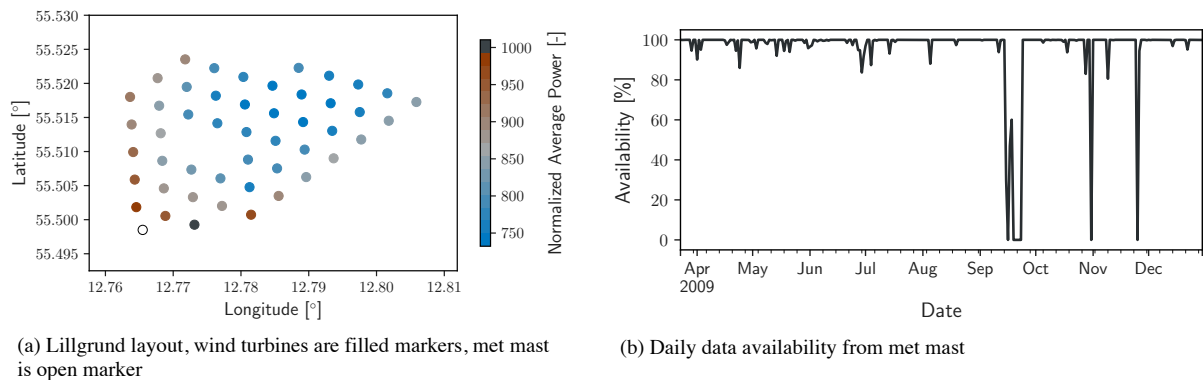 55.530
55.525
55.520
55.515
55.510
55.505
55.500
55.495
Latitude [°]
12.76 12.77 12.78 12.79 12.80 12.81
Longitude [°]
1000
950
900
850
800
750
Normalized Average Power [-]
(a) Lillgrund layout, wind turbines are filled markers, met mast
is open marker
100
80
60
40
20
0
Availability [%]
Apr May Jun Jul Aug Sep Oct Nov Dec
2009
Date
(b) Daily data availability from met mast